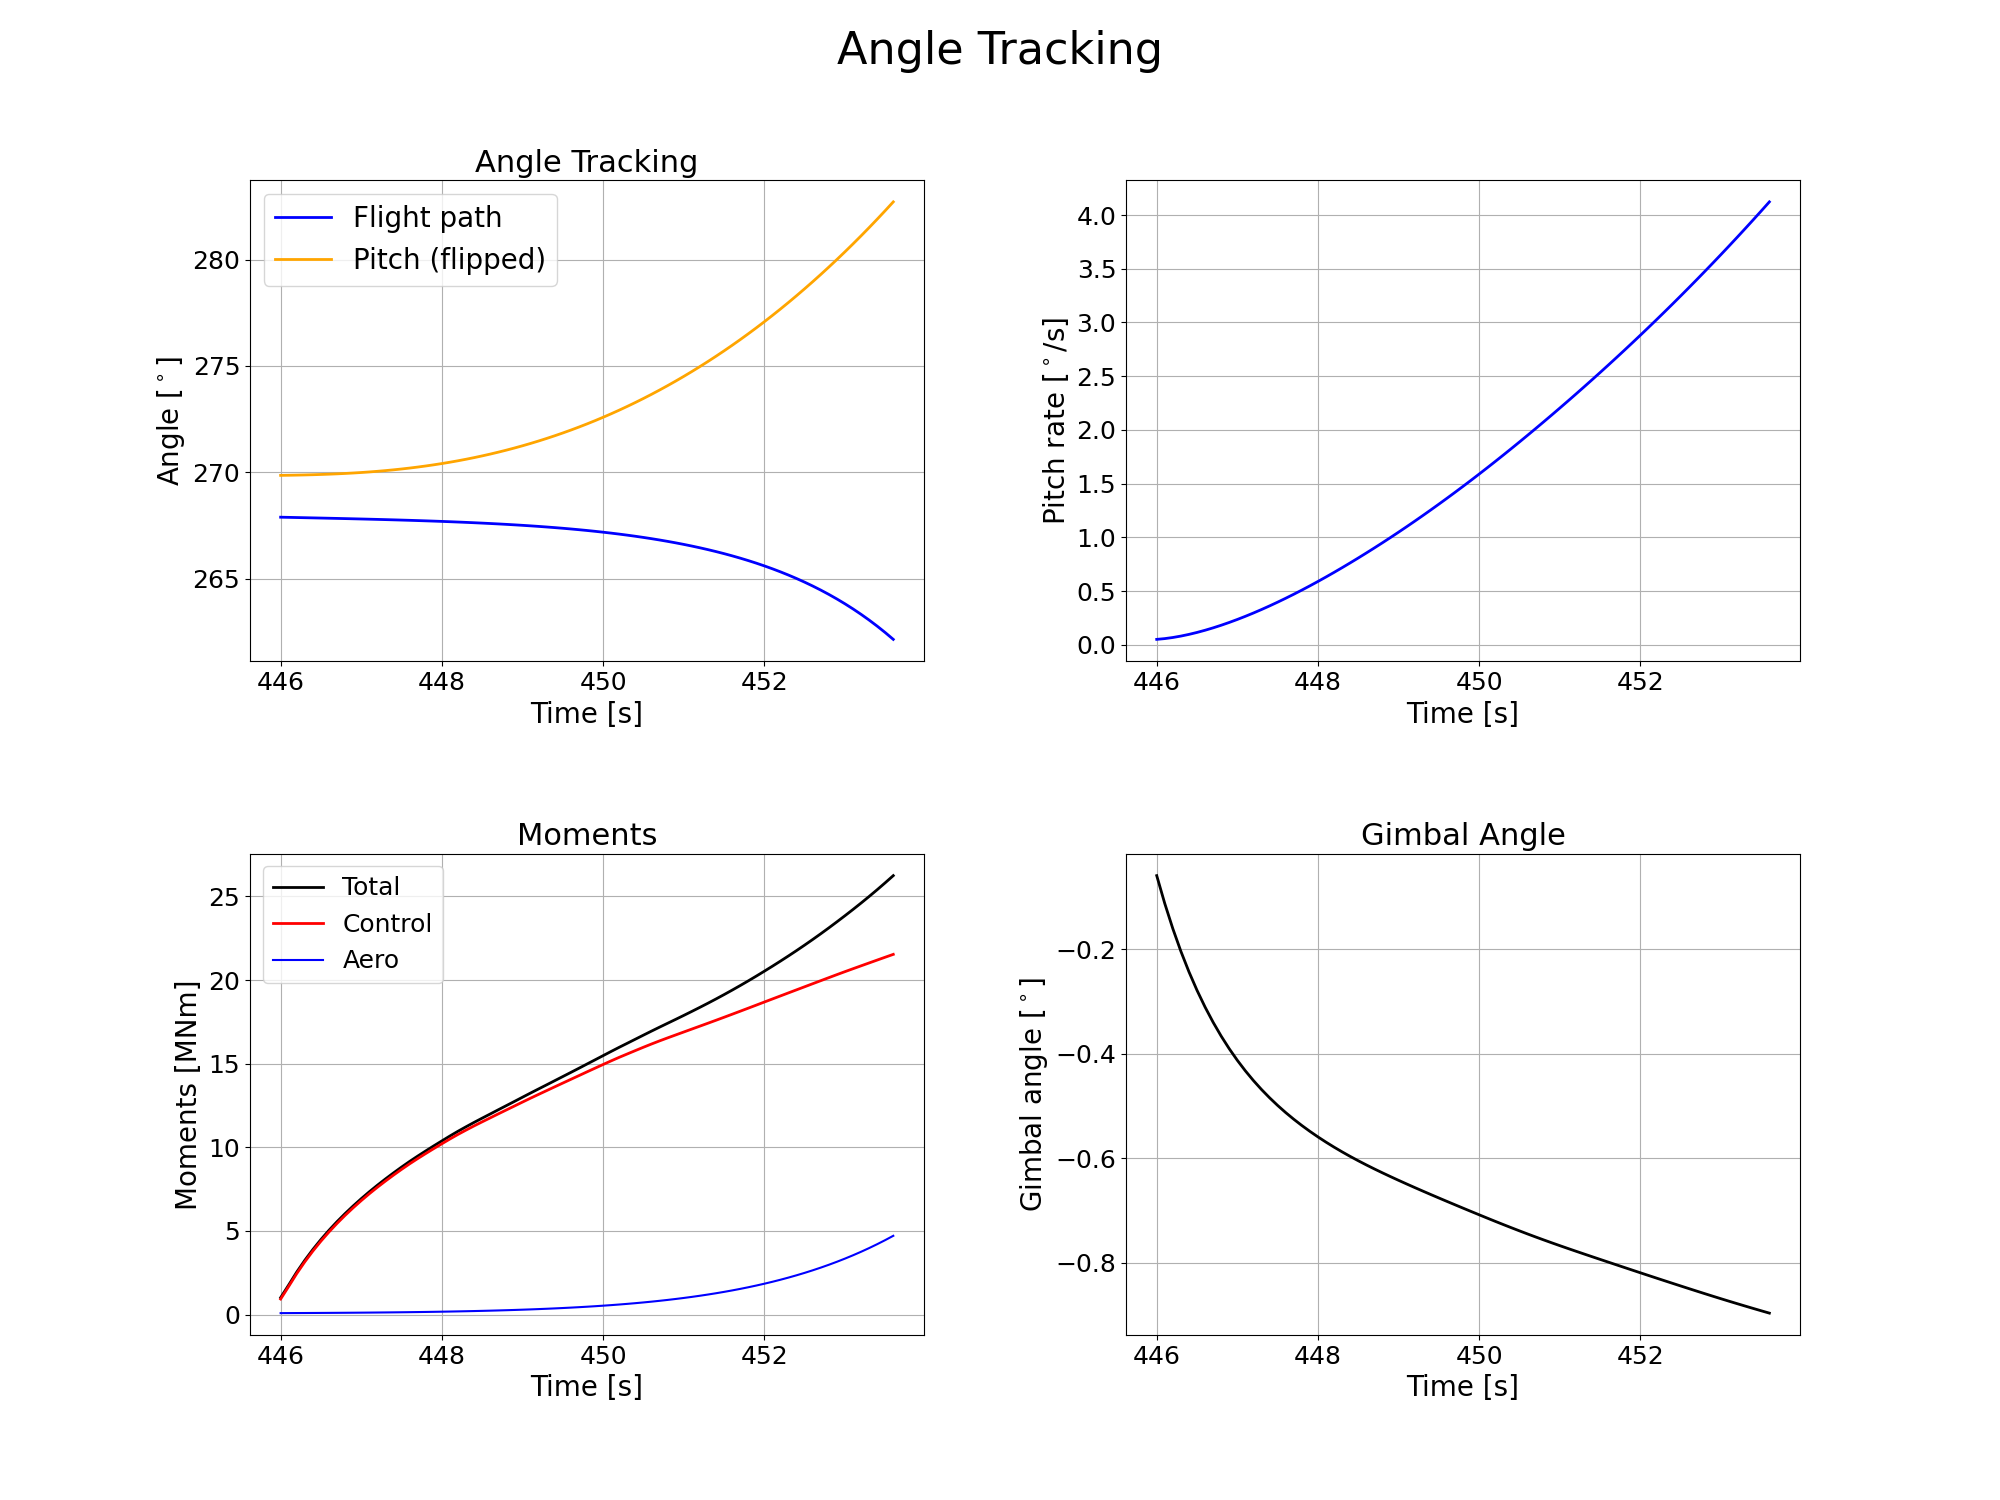 Angle Tracking
Angle Tracking
Flight path
Pitch (flipped)
Angle [°]
280
275
270
265
446 448 450 452
Time [s]
Pitch rate [°/s]
4.0
3.5
3.0
2.5
2.0
1.5
1.0
0.5
0.0
446 448 450 452
Time [s]
Moments
Total
Control
Aero
Moments [MNm]
25
20
15
10
5
0
446 448 450 452
Time [s]
Gimbal Angle
Gimbal angle [°]
−0.2
−0.4
−0.6
−0.8
446 448 450 452
Time [s]